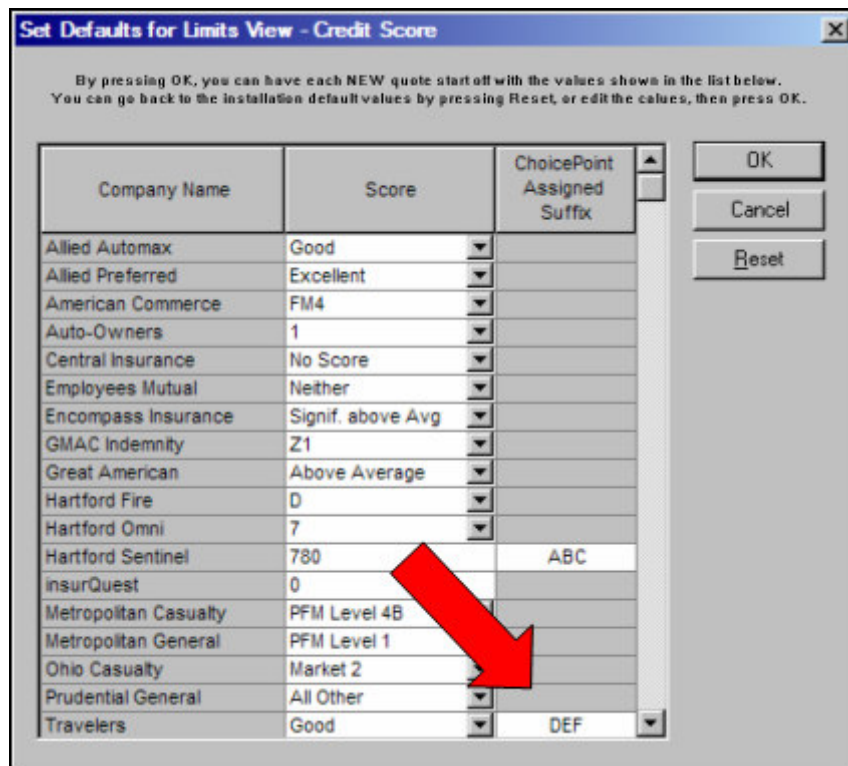 Set Defaults for Limits View - Credit Score
By pressing OK, you can have each NEW quote start off with the values shown in the list below.
You can go back to the installation default values by pressing Reset, or edit the calues, then press OK.
Company Name Score ChoicePoint Assigned Suffix
OK
Cancel
Reset
Allied Automax Good
Allied Preferred Excellent
American Commerce FM4
Auto-Owners 1
Central Insurance No Score
Employees Mutual Neither
Encompass Insurance Signif. above Avg
GMAC Indemnity Z1
Great American Above Average
Hartford Fire D
Hartford Omni 7
Hartford Sentinel 780 ABC
insurQuest 0
Metropolitan Casualty PFM Level 4B
Metropolitan General PFM Level 1
Ohio Casualty Market 2
Prudential General All Other
Travelers Good DEF